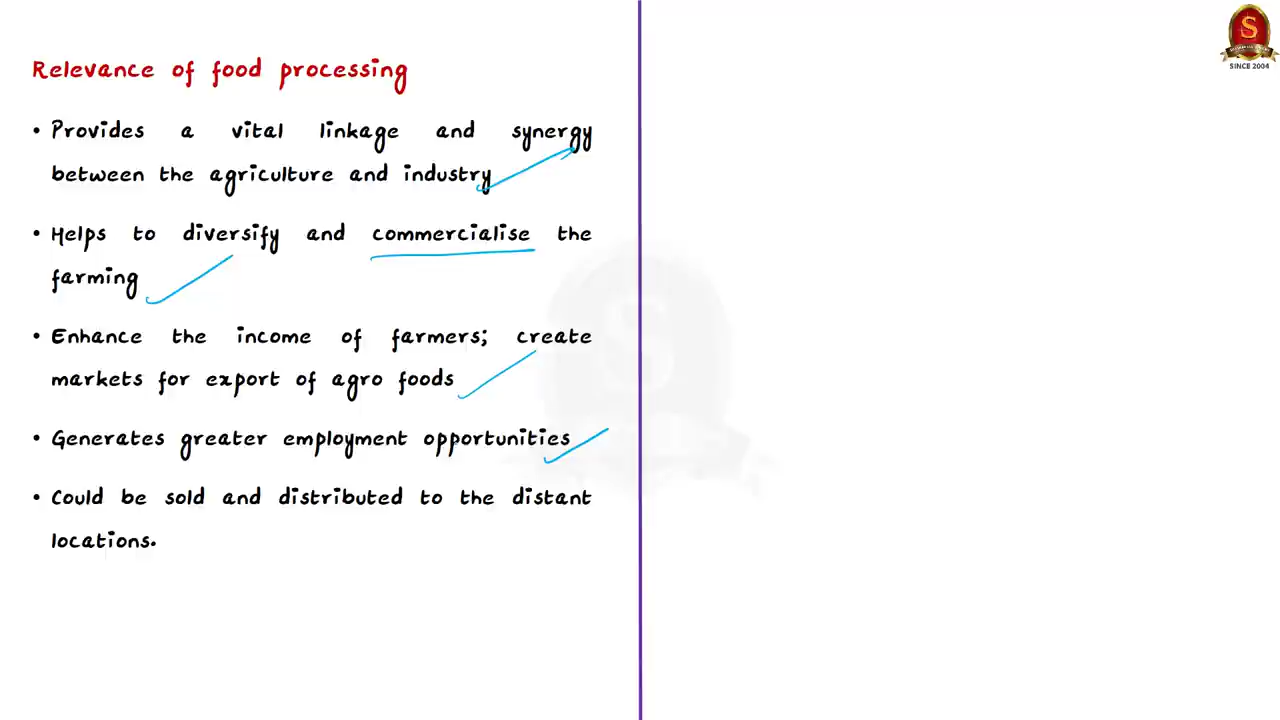 Relevance of food processing
• Provides a vital linkage and synergy
between the agriculture and industry
• Helps to diversify and commercialise the
farming
• Enhance the income of farmers; create
markets for export of agro foods
• Generates greater employment opportunities
• Could be sold and distributed to the distant
locations.
S
SINCE 2004
S